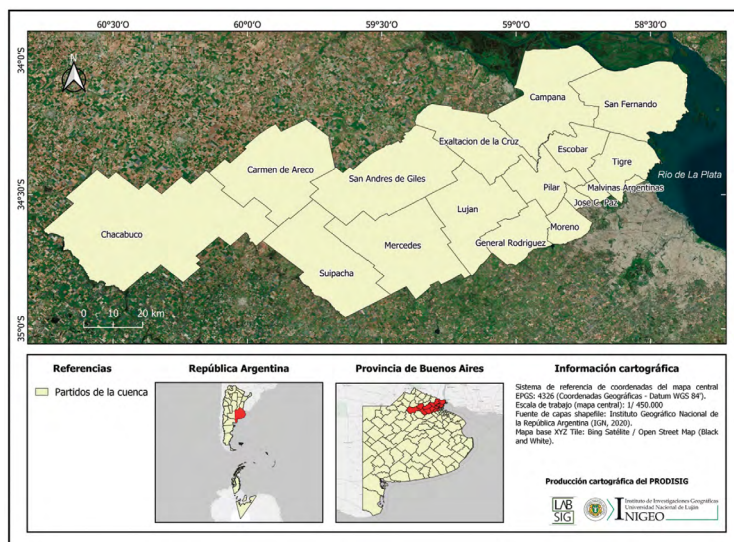 60°30'0
60°0'0
59°30'0
59°0'0
58°30'0
34°0'S
34°30'S
35°0'S
Campana
San Fernando
Exaltacion de la Cruz
Escobar
Tigre
Carmen de Areco
San Andres de Giles
Rio de La Plata
Pilar
Malvinas Argentinas
José C. Paz
Lujan
Moreno
Chacabuco
Mercedes
General Rodriguez
Suipacha
0 10 20 km
Referencias
Partidos de la cuenca
República Argentina
Provincia de Buenos Aires
Información cartográfica
Sistema de referencia de coordenadas del mapa central
EPGS: 4326 (Coordenadas Geográficas - Datum WGS 84').
Escala de trabajo (mapa central): 1/ 450.000
Fuente de capas shapefile: Instituto Geográfico Nacional de
la República Argentina (IGN, 2020).
Mapa base XYZ Tile: Bing Satélite / Open Street Map (Black
and White).
Producción cartográfica del PRODISIG
LAB
SIG
Instituto de Investigaciones Geográficas
Universidad Nacional de Luján
INIGEO